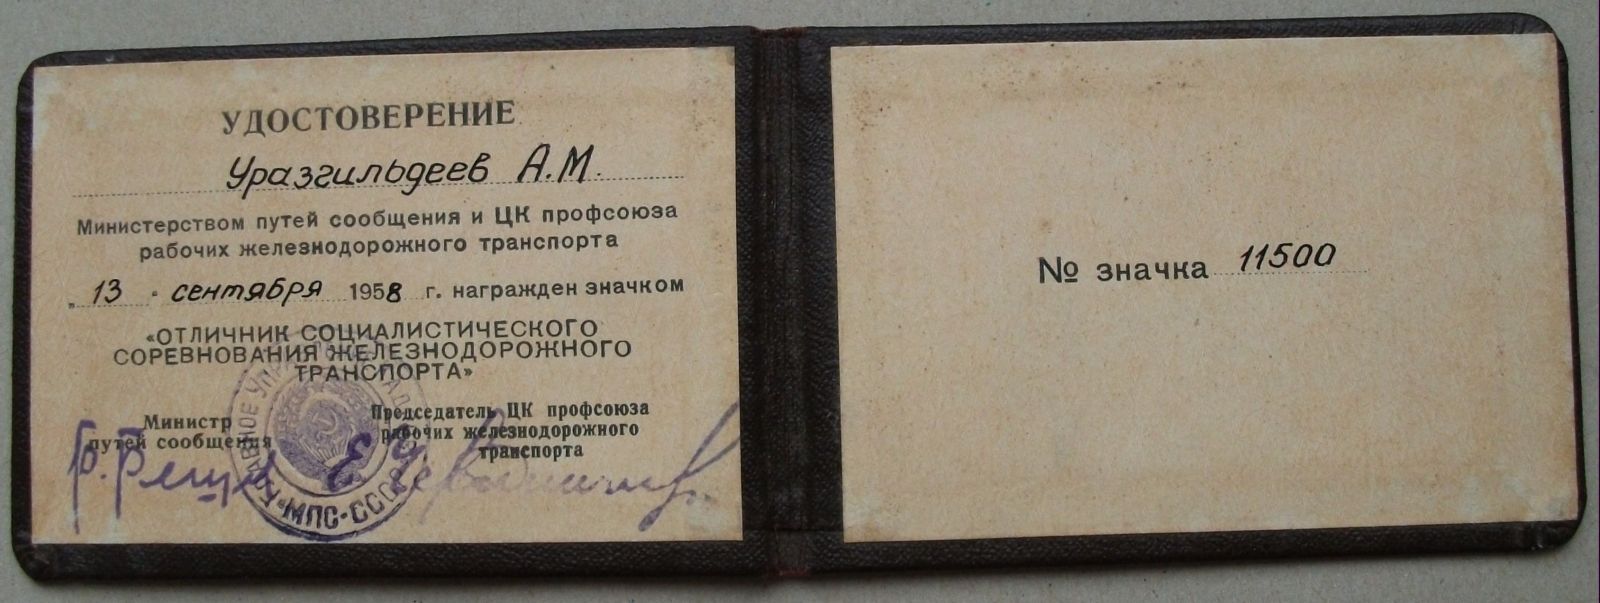 УДОСТОВЕРЕНИЕ
Уразгильдеев А.М.
Министерством путей сообщения и ЦК профсоюза
рабочих железнодорожного транспорта
„ 13 " сентября 1958 г. награжден значком
«ОТЛИЧНИК СОЦИАЛИСТИЧЕСКОГО
СОРЕВНОВАНИЯ ЖЕЛЕЗНОДОРОЖНОГО
ТРАНСПОРТА»
Министр
путей сообщения
Председатель ЦК профсоюза
рабочих железнодорожного
транспорта
МПС-СССР
№ значка 11500